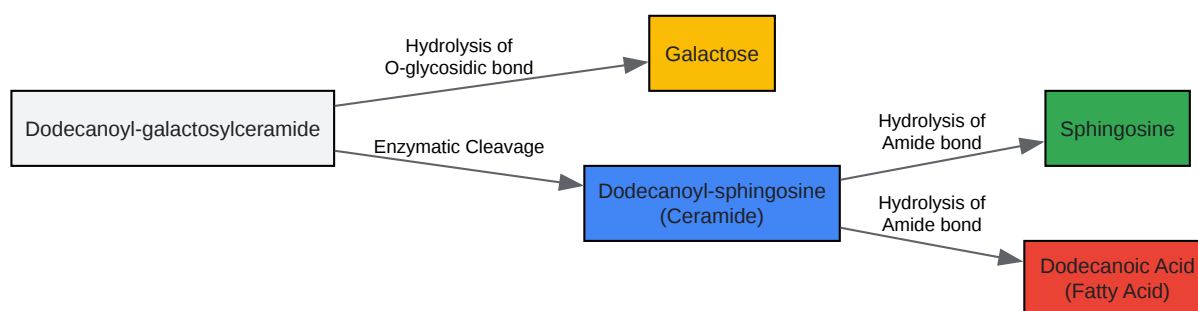 Hydrolysis of
O-glycosidic bond
Galactose
Dodecanoyl-galactosylceramide
Enzymatic Cleavage
Dodecanoyl-sphingosine
(Ceramide)
Hydrolysis of
Amide bond
Sphingosine
Hydrolysis of
Amide bond
Dodecanoic Acid
(Fatty Acid)